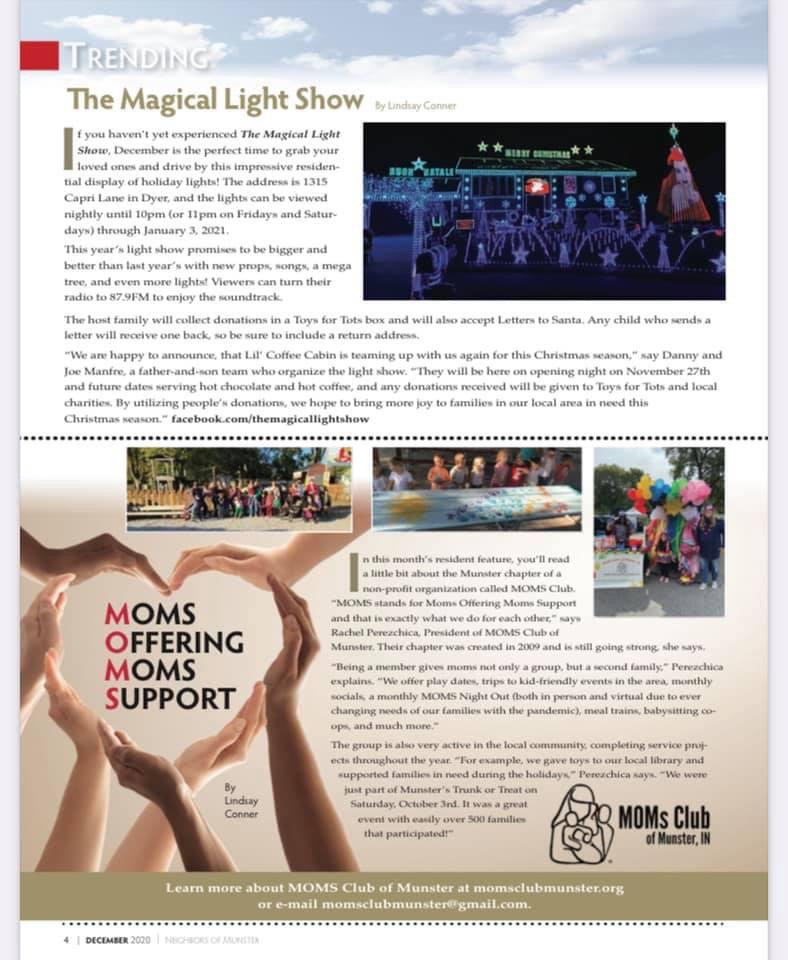 TRENDING
The Magical Light Show By Lindsay Conner
If you haven't yet experienced The Magical Light
Show, December is the perfect time to grab your
loved ones and drive by this impressive residen-
tial display of holiday lights! The address is 1315
Capri Lane in Dyer, and the lights can be viewed
nightly until 10pm (or 11pm on Fridays and Satur-
days) through January 3, 2021.
This year's light show promises to be bigger and
better than last year's with new props, songs, a mega
tree, and even more lights! Viewers can turn their
radio to 87.9FM to enjoy the soundtrack.
MERRY CHRISTMAS
BUON NATALE
The host family will collect donations in a Toys for Tots box and will also accept Letters to Santa. Any child who sends a
letter will receive one back, so be sure to include a return address.
"We are happy to announce, that Lil' Coffee Cabin is teaming up with us again for this Christmas season," say Danny and
Joe Manfre, a father-and-son team who organize the light show. "They will be here on opening night on November 27th
and future dates serving hot chocolate and hot coffee, and any donations received will be given to Toys for Tots and local
charities. By utilizing people's donations, we hope to bring more joy to families in our local area in need this
Christmas season." facebook.com/themagicallightshow
MOMS
OFFERING
MOMS
SUPPORT
By
Lindsay
Conner
In this month's resident feature, you'll read
a little bit about the Munster chapter of a
non-profit organization called MOMS Club.
"MOMS stands for Moms Offering Moms Support
and that is exactly what we do for each other," says
Rachel Perezchica, President of MOMS Club of
Munster. Their chapter was created in 2009 and is still going strong, she says.
"Being a member gives moms not only a group, but a second family," Perezchica
explains. "We offer play dates, trips to kid-friendly events in the area, monthly
socials, a monthly MOMS Night Out (both in person and virtual due to ever
changing needs of our families with the pandemic), meal trains, babysitting co-
ops, and much more."
The group is also very active in the local community, completing service proj-
ects throughout the year. "For example, we gave toys to our local library and
supported families in need during the holidays," Perezchica says. "We were
just part of Munster's Trunk or Treat on
Saturday, October 3rd. It was a great
event with easily over 500 families
that participated!"
MOMs Club
of Munster, IN
Learn more about MOMS Club of Munster at momsclubmunster.org
or e-mail momsclubmunster@gmail.com.
4 | DECEMBER 2020 | NEIGHBORS OF MUNSTER